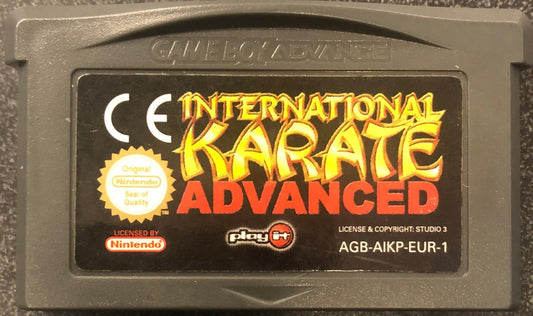 GAME BOY ADVANCE
CE
INTERNATIONAL
KARATE
ADVANCED
Original
Nintendo
Seal of
Quality
TM
LICENSED BY
Nintendo
play it
LICENSE & COPYRIGHT: STUDIO 3
AGB-AIKP-EUR-1